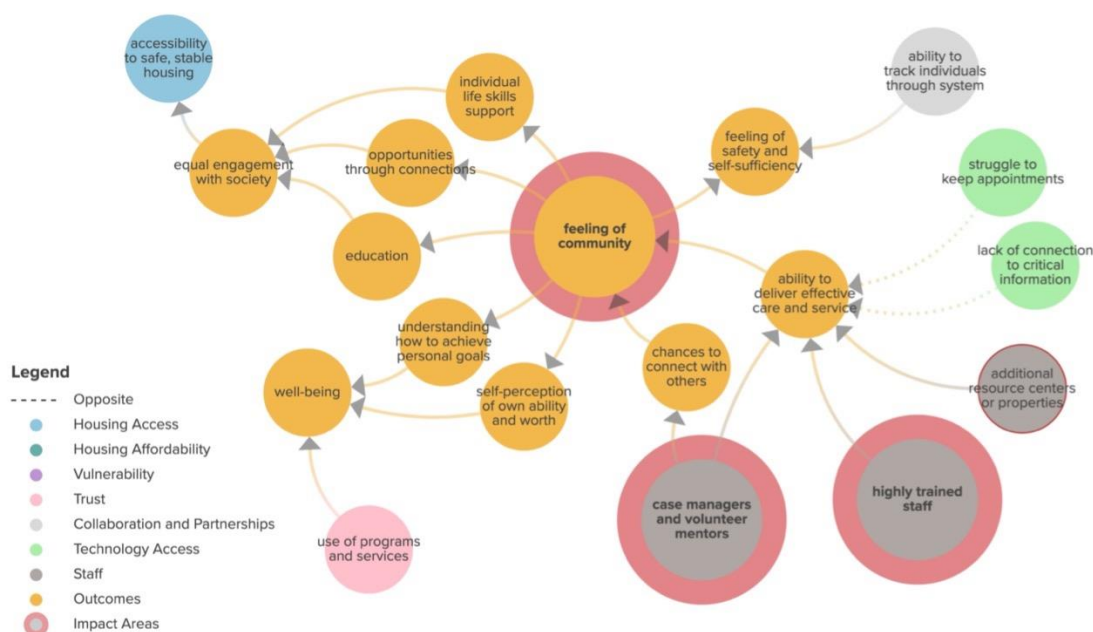 accessibility
to safe, stable
housing
individual
life skills
support
ability to
track individuals
through system
feeling of
safety and
self-sufficiency
struggle to
keep appointments
equal engagement
with society
opportunities
through connections
feeling of
community
education
lack of connection
to critical
information
ability to
deliver effective
care and service
understanding
how to achieve
personal goals
chances to
connect with
others
additional
resource centers
or properties
well-being
self-perception
of own ability
and worth
case managers
and volunteer
mentors
highly trained
staff
use of programs
and services
Legend
Opposite
Housing Access
Housing Affordability
Vulnerability
Trust
Collaboration and Partnerships
Technology Access
Staff
Outcomes
Impact Areas